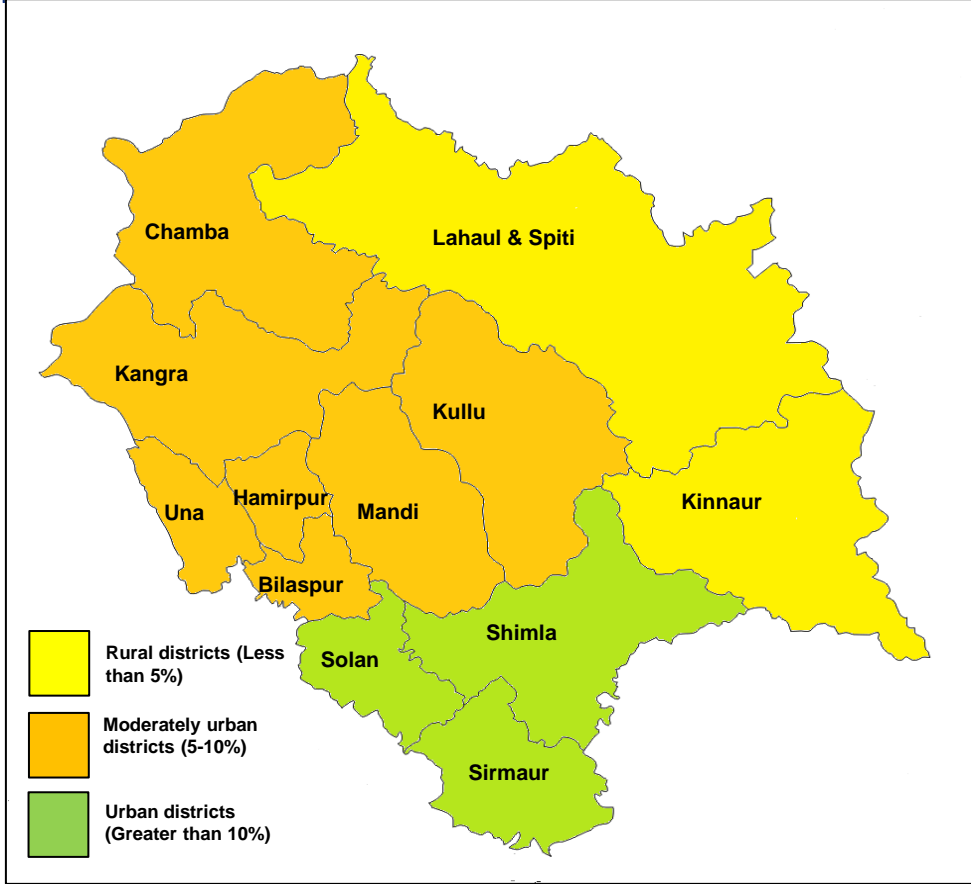 Chamba
Lahaul & Spiti
Kangra
Kullu
Hamirpur
Una
Mandi
Kinnaur
Bilaspur
Shimla
Solan
Sirmaur
Rural districts (Less
than 5%)
Moderately urban
districts (5-10%)
Urban districts
(Greater than 10%)